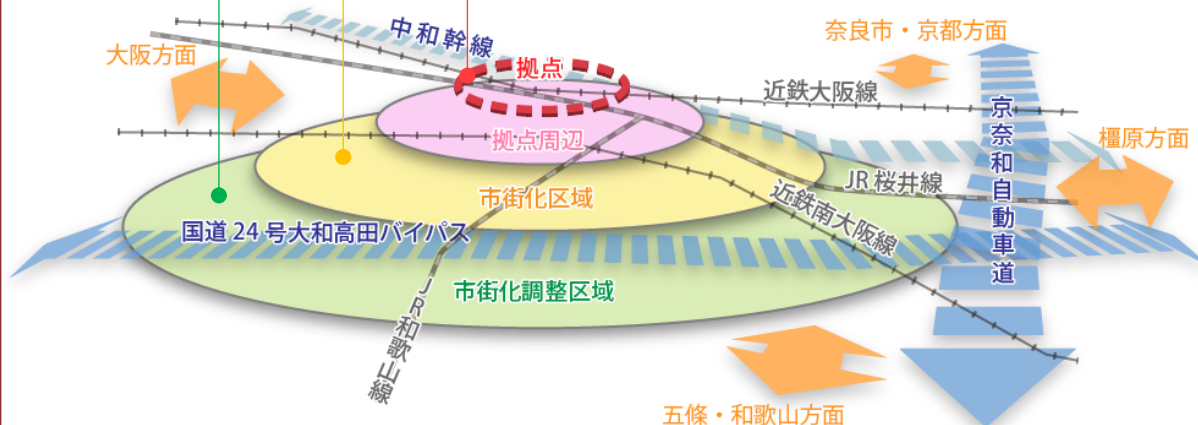 中和幹線
奈良市・京都方面
大阪方面
拠点
近鉄大阪線
京奈和自動車道
橿原方面
拠点周辺
JR桜井線
市街化区域
近鉄南大阪線
国道24号大和高田バイパス
市街化調整区域
JR和歌山線
五條・和歌山方面